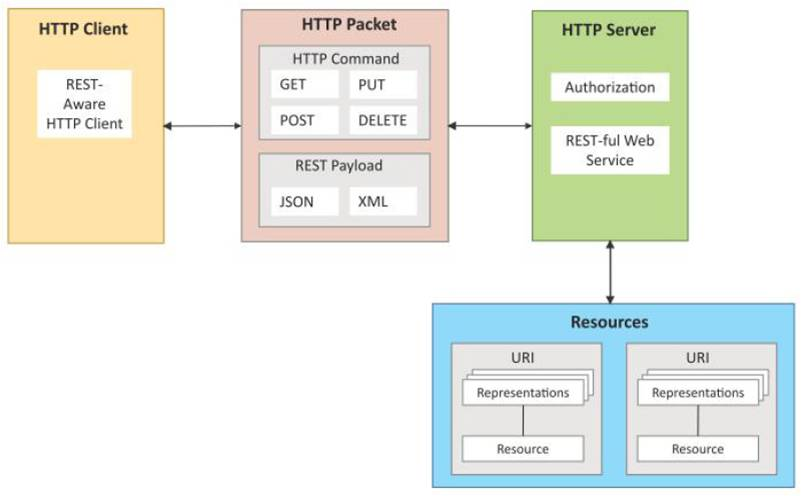 HTTP Client
REST-
Aware
HTTP Client
HTTP Packet
HTTP Command
GET
PUT
POST
DELETE
REST Payload
JSON
XML
HTTP Server
Authorization
REST-ful Web
Service
Resources
URI
Representations
Resource
URI
Representations
Resource